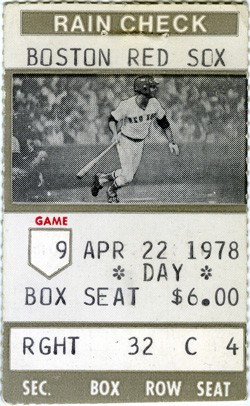 RAIN CHECK
BOSTON RED SOX
RED SOX
GAME
9 APR 22 1978
* DAY *
BOX SEAT $6.00
RGHT 32 C 4
SEC. BOX ROW SEAT